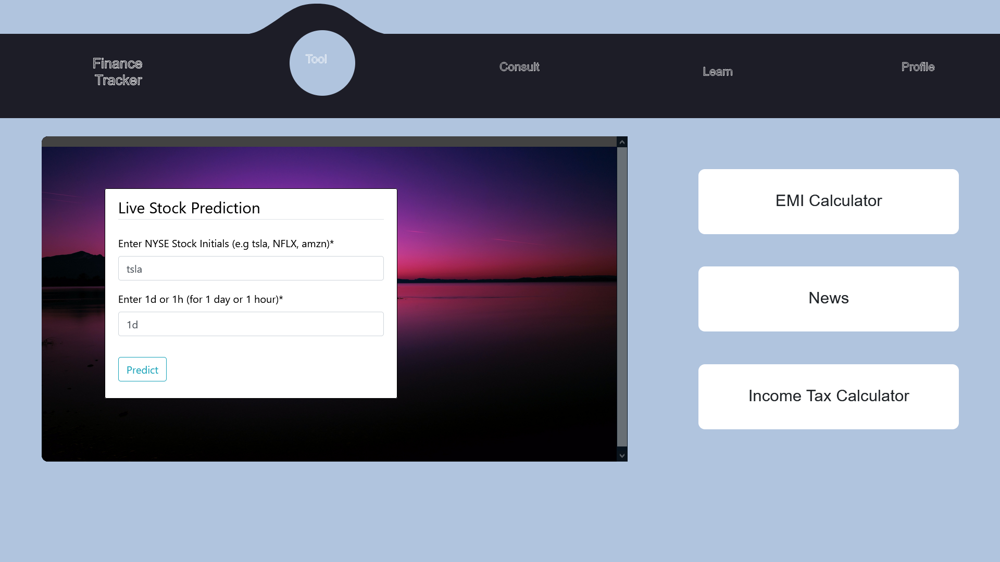 Finance
Tracker
Tool
Consult
Learn
Profile
Live Stock Prediction
Enter NYSE Stock Initials (e.g tsla, NFLX, amzn)*
tsla
Enter 1d or 1h (for 1 day or 1 hour)*
1d
Predict
EMI Calculator
News
Income Tax Calculator